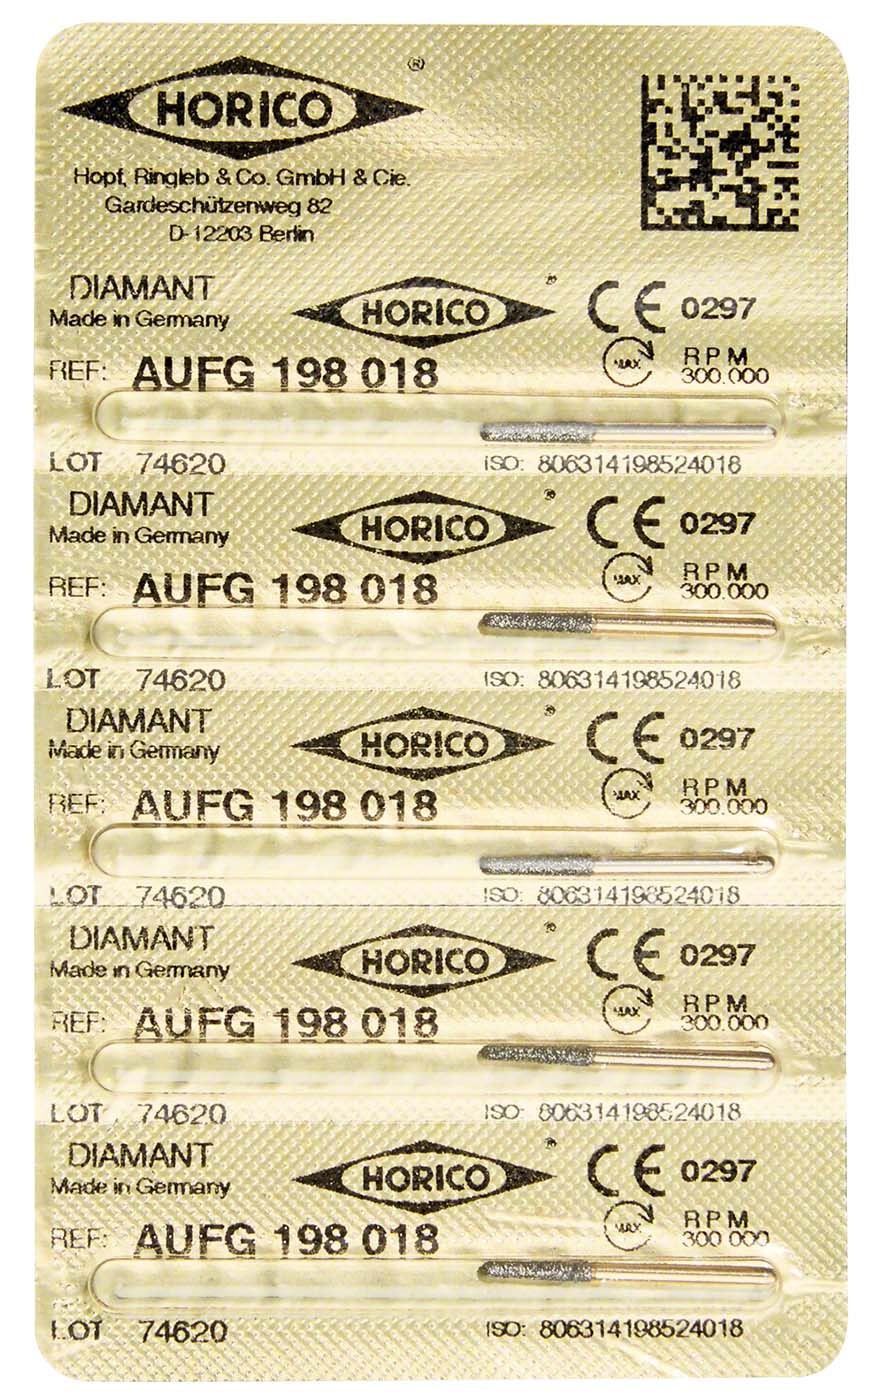 HORICO ®
Hopf, Ringleb & Co. GmbH & Cie.
Gardeschützenweg 82
D-12203 Berlin
DIAMANT HORICO ® CE 0297
Made in Germany
MAX RPM
REF: AUFG 198 018 300.000
LOT 74620 ISO: 806314198524018
DIAMANT HORICO ® CE 0297
Made in Germany
MAX RPM
REF: AUFG 198 018 300.000
LOT 74620 ISO: 806314198524018
DIAMANT HORICO ® CE 0297
Made in Germany
MAX RPM
REF: AUFG 198 018 300.000
LOT 74620 ISO: 806314198524018
DIAMANT HORICO ® CE 0297
Made in Germany
MAX RPM
REF: AUFG 198 018 300.000
LOT 74620 ISO: 806314198524018
DIAMANT HORICO ® CE 0297
Made in Germany
MAX RPM
REF: AUFG 198 018 300.000
LOT 74620 ISO: 806314198524018